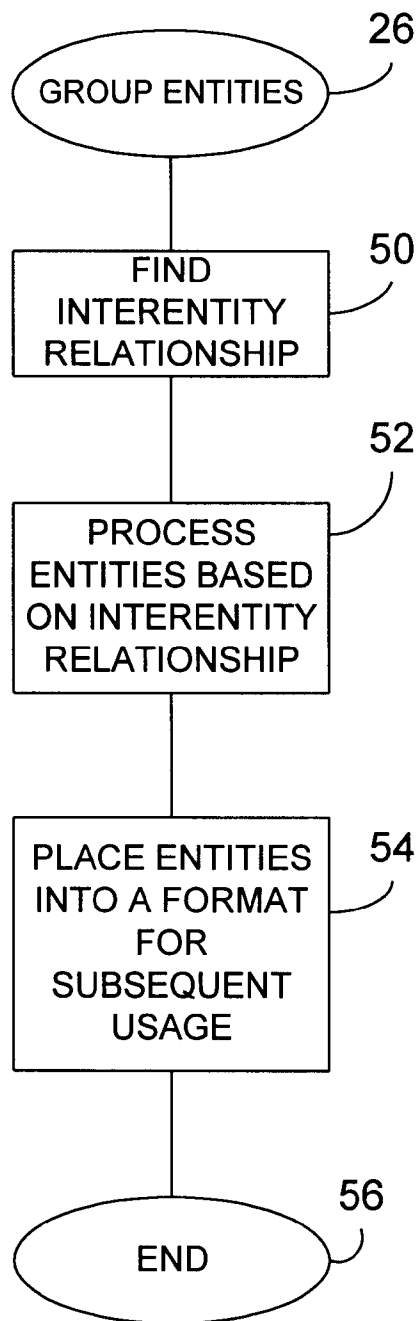 26
GROUP ENTITIES
50
FIND
INTERENTITY
RELATIONSHIP
52
PROCESS
ENTITIES BASED
ON INTERENTITY
RELATIONSHIP
54
PLACE ENTITIES
INTO A FORMAT
FOR
SUBSEQUENT
USAGE
56
END